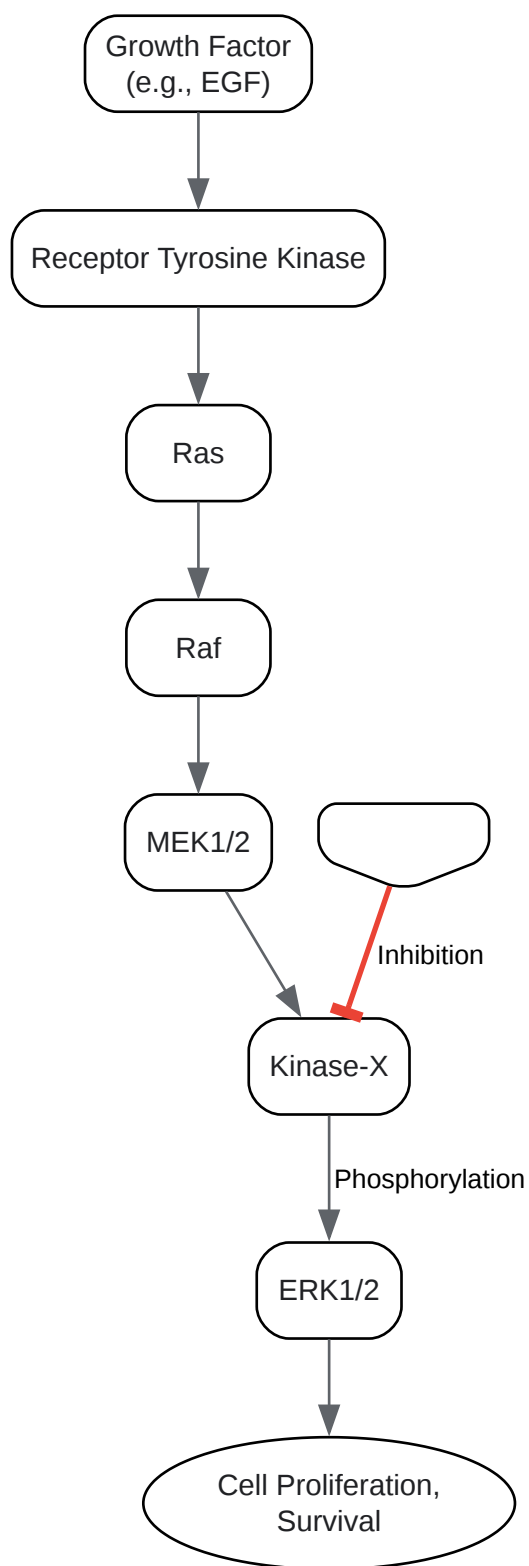 Growth Factor
(e.g., EGF)
Receptor Tyrosine Kinase
Ras
Raf
MEK1/2
Inhibition
Kinase-X
Phosphorylation
ERK1/2
Cell Proliferation,
Survival